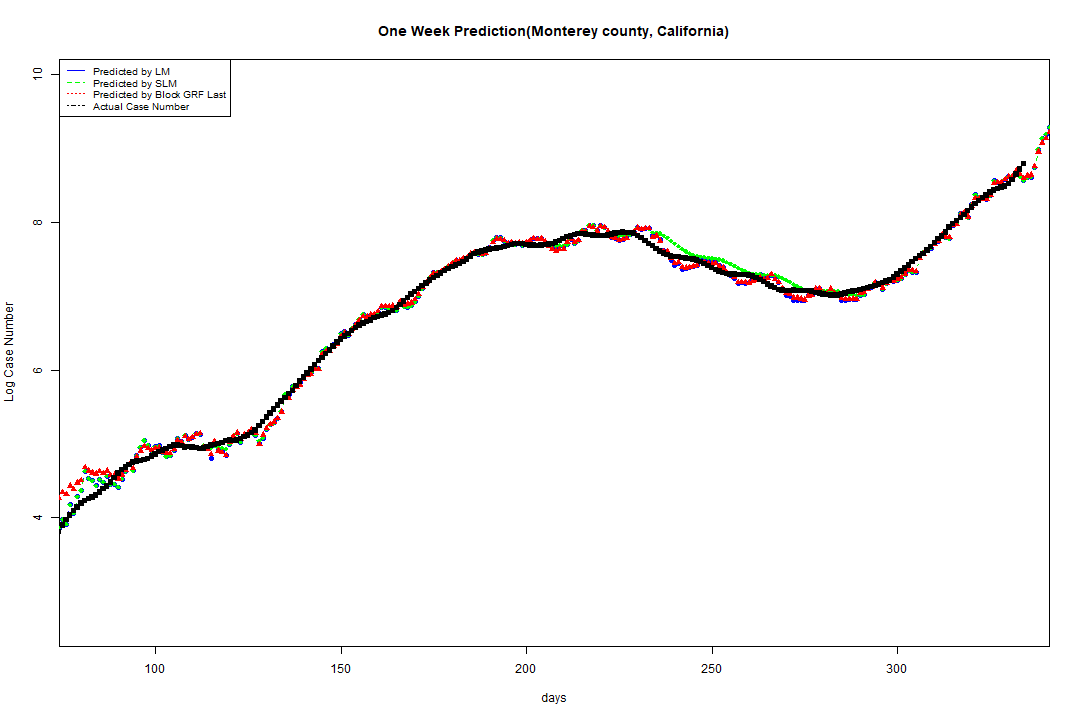 One Week Prediction(Monterey county, California)
Predicted by LM
Predicted by SLM
Predicted by Block GRF Last
Actual Case Number
10
8
6
4
Log Case Number
100 150 200 250 300
days